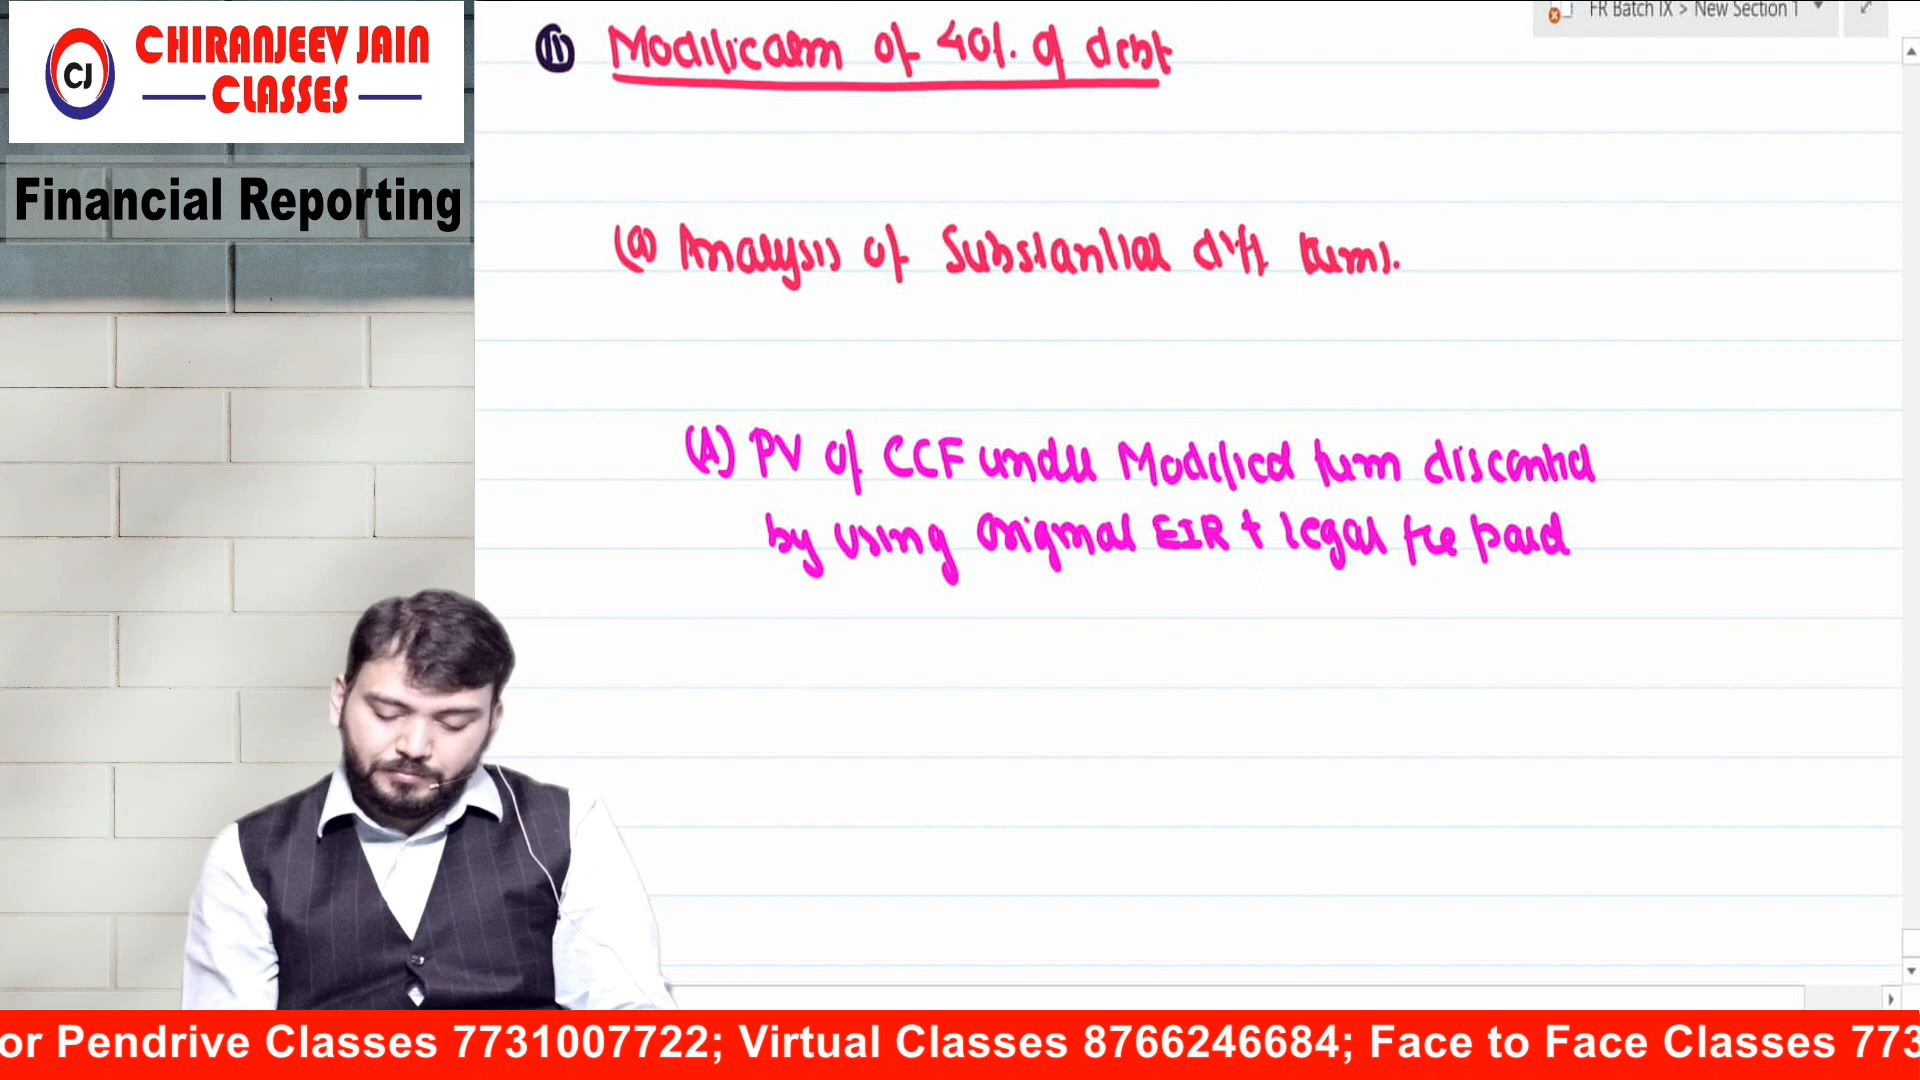 CHIRANJEEV JAIN
CLASSES
CJ
Financial Reporting
FR Batch IX > New Section 1
(ii) Modification of 40%. of debt
(a) Analysis of Substantial diff terms.
(A) PV of CCF under Modified term discounted
by using original EIR + legal fee paid
or Pendrive Classes 7731007722; Virtual Classes 8766246684; Face to Face Classes 773